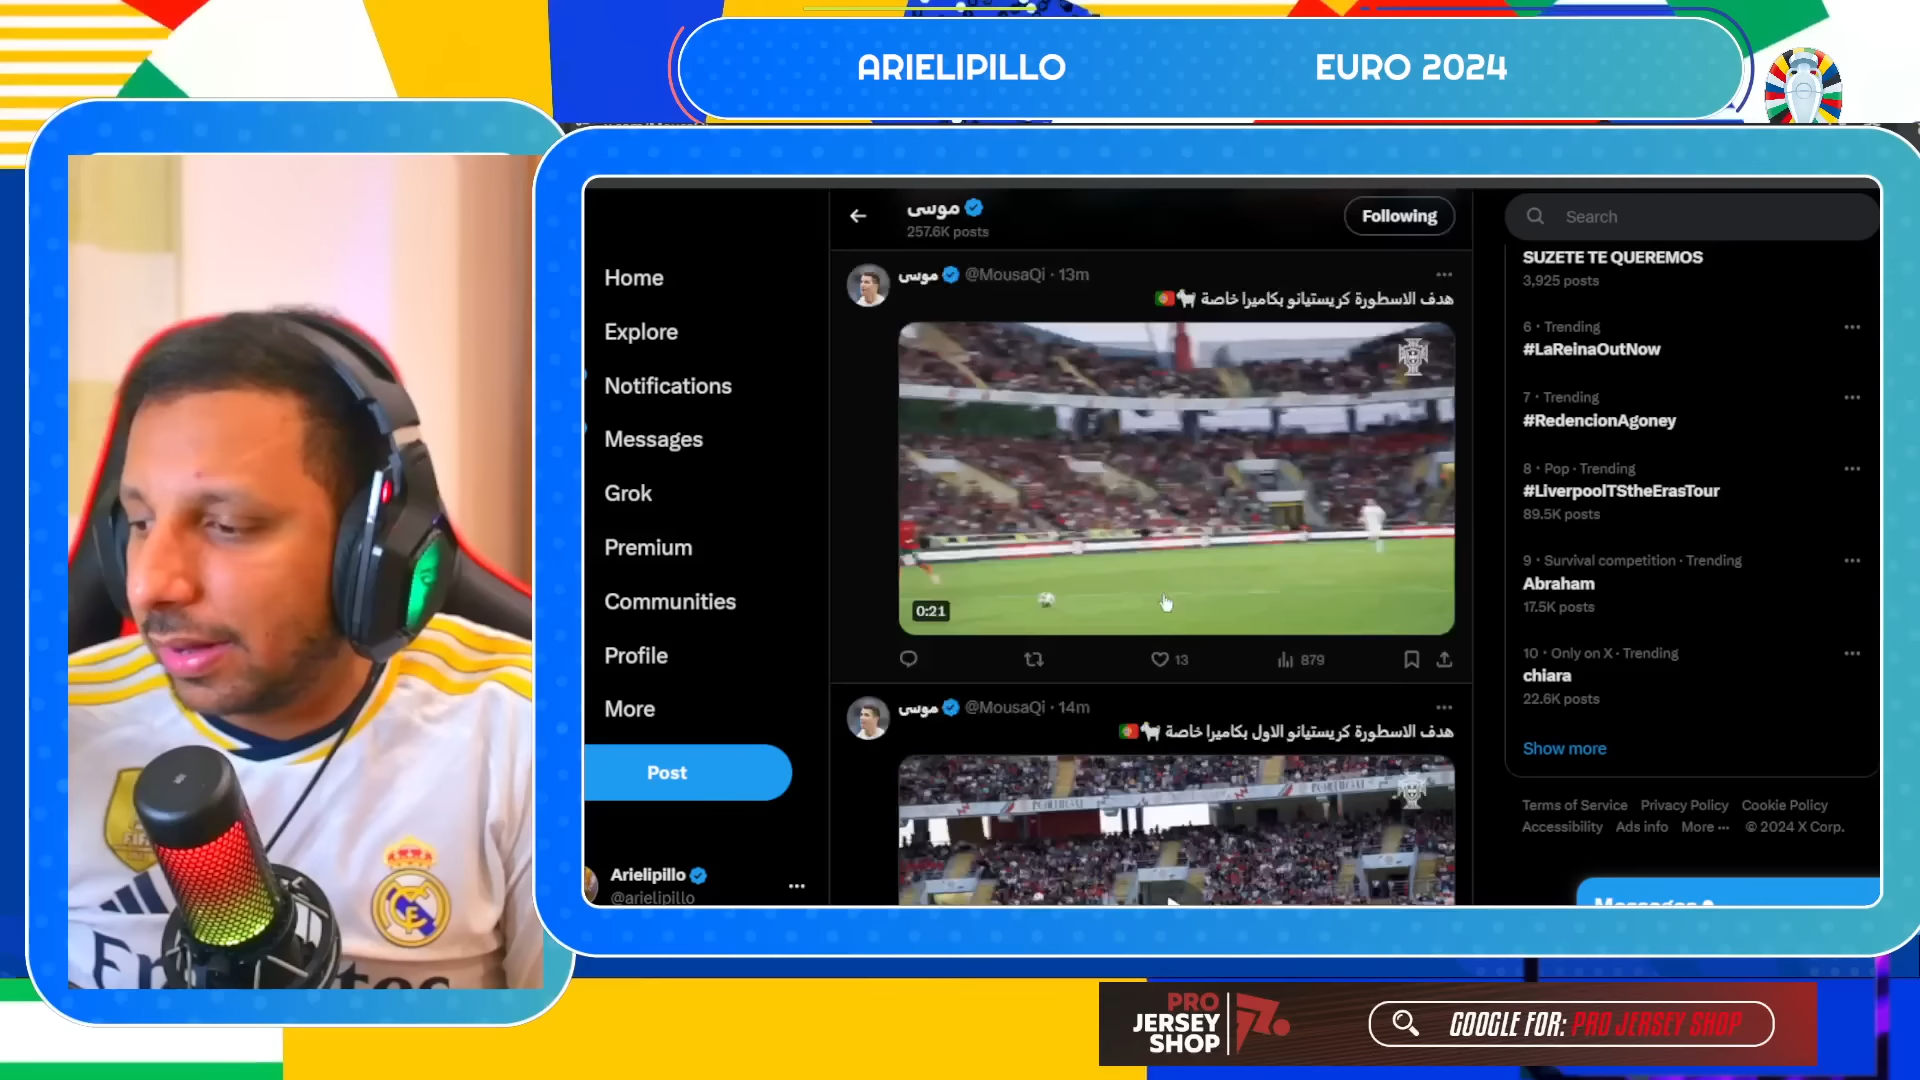 ARIELIPILLO
EURO 2024
موسى
257.6K posts
Following
Search
Home
Explore
Notifications
Messages
Grok
Premium
Communities
Profile
More
Post
Arielipillo
@arielipillo
موسى @MousaQi · 13m
هدف الاسطورة كريستيانو بكاميرا خاصة
0:21
13
879
موسى @MousaQi · 14m
هدف الاسطورة كريستيانو الاول بكاميرا خاصة
PORTUGAL
SUZETE TE QUEREMOS
3,925 posts
6 · Trending
#LaReinaOutNow
7 · Trending
#RedencionAgoney
8 · Pop · Trending
#LiverpoolTStheErasTour
89.5K posts
9 · Survival competition · Trending
Abraham
17.5K posts
10 · Only on X · Trending
chiara
22.6K posts
Show more
Terms of Service Privacy Policy Cookie Policy
Accessibility Ads info More ··· © 2024 X Corp.
Messages
PRO
JERSEY
SHOP
GOOGLE FOR: PRO JERSEY SHOP